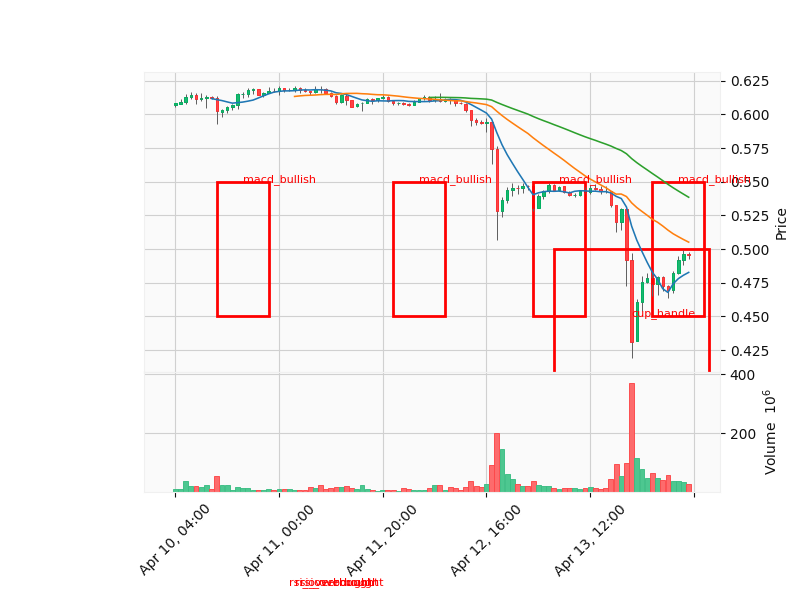 0.625
0.600
0.575
macd_bullish
macd_bullish
macd_bullish
macd_bullish
0.550
0.525
Price
0.500
0.475
cup_handle
0.450
0.425
400
200
Volume 10^6
Apr 10, 04:00
Apr 11, 00:00
Apr 11, 20:00
Apr 12, 16:00
Apr 13, 12:00